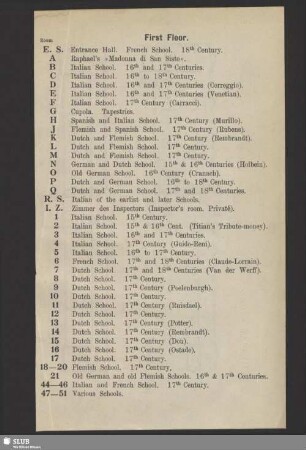 First Floor.
Room
E. S. Entrance Hall. French School. 18th Century.
A Raphael's »Madonna di San Sisto«.
B Italian School. 16th and 17th Centuries.
C Italian School. 16th to 18th Century.
D Italian School. 16th and 17th Centuries (Correggio).
E Italian School. 16th and 17th Centuries (Venetian).
F Italian School. 17th Century (Carracci).
G Cupola. Tapestries.
H Spanish and Italian School. 17th Century (Murillo).
J Flemish and Spanish School. 17th Century (Rubens).
K Dutch and Flemish School. 17th Century (Rembrandt).
L Dutch and Flemish School. 17th Century.
M Dutch and Flemish School. 17th Century.
N German and Dutch School. 15th & 16th Centuries (Holbein).
O Old German School. 16th Century (Cranach).
P Dutch and German School. 16th to 18th Century.
Q Dutch and German School. 17th and 18th Centuries.
R. S. Italian of the earlist and later Schools.
I. Z. Zimmer des Inspectors (Inspector's room. Privaté).
1 Italian School. 15th Century.
2 Italian School. 15th & 16th Cent. (Titian's Tribute-money).
3 Italian School. 16th and 17th Centuries.
4 Italian School. 17th Century (Guido-Reni).
5 Italian School. 16th to 17th Century.
6 French School. 17th and 18th Centuries (Claude-Lorrain).
7 Dutch School. 17th and 18th Centuries (Van der Werff).
8 Dutch School. 17th Century.
9 Dutch School. 17th Century (Poelenburgh).
10 Dutch School. 17th Century.
11 Dutch School. 17th Century (Ruisdael).
12 Dutch School. 17th Century.
13 Dutch School. 17th Century (Potter).
14 Dutch School. 17th Century (Rembrandt).
15 Dutch School. 17th Century (Dou).
16 Dutch School. 17th Century (Ostade).
17 Dutch School. 17th Century.
18—20 Flemish School. 17th Century,
21 Old German and old Flemish Schools. 16th & 17th Centuries.
44—46 Italian and French School. 17th Century.
47—51 Various Schools.
SLUB